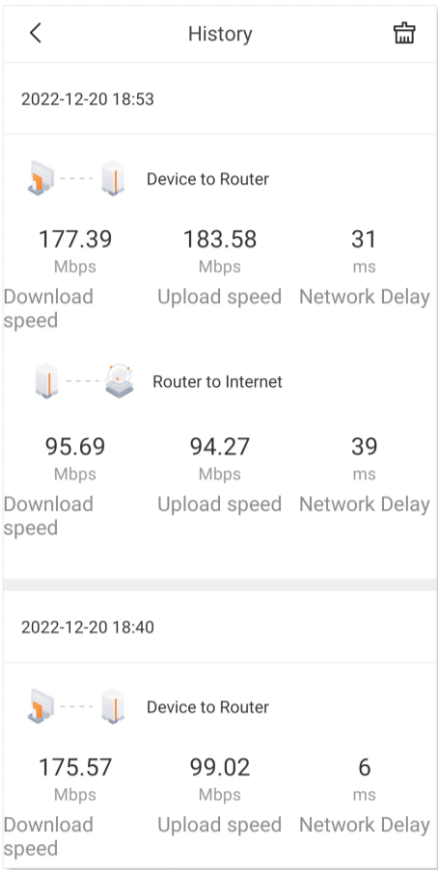 History
2022-12-20 18:53
Device to Router
177.39 183.58 31
Mbps Mbps ms
Download Upload speed Network Delay
speed
Router to Internet
95.69 94.27 39
Mbps Mbps ms
Download Upload speed Network Delay
speed
2022-12-20 18:40
Device to Router
175.57 99.02 6
Mbps Mbps ms
Download Upload speed Network Delay
speed